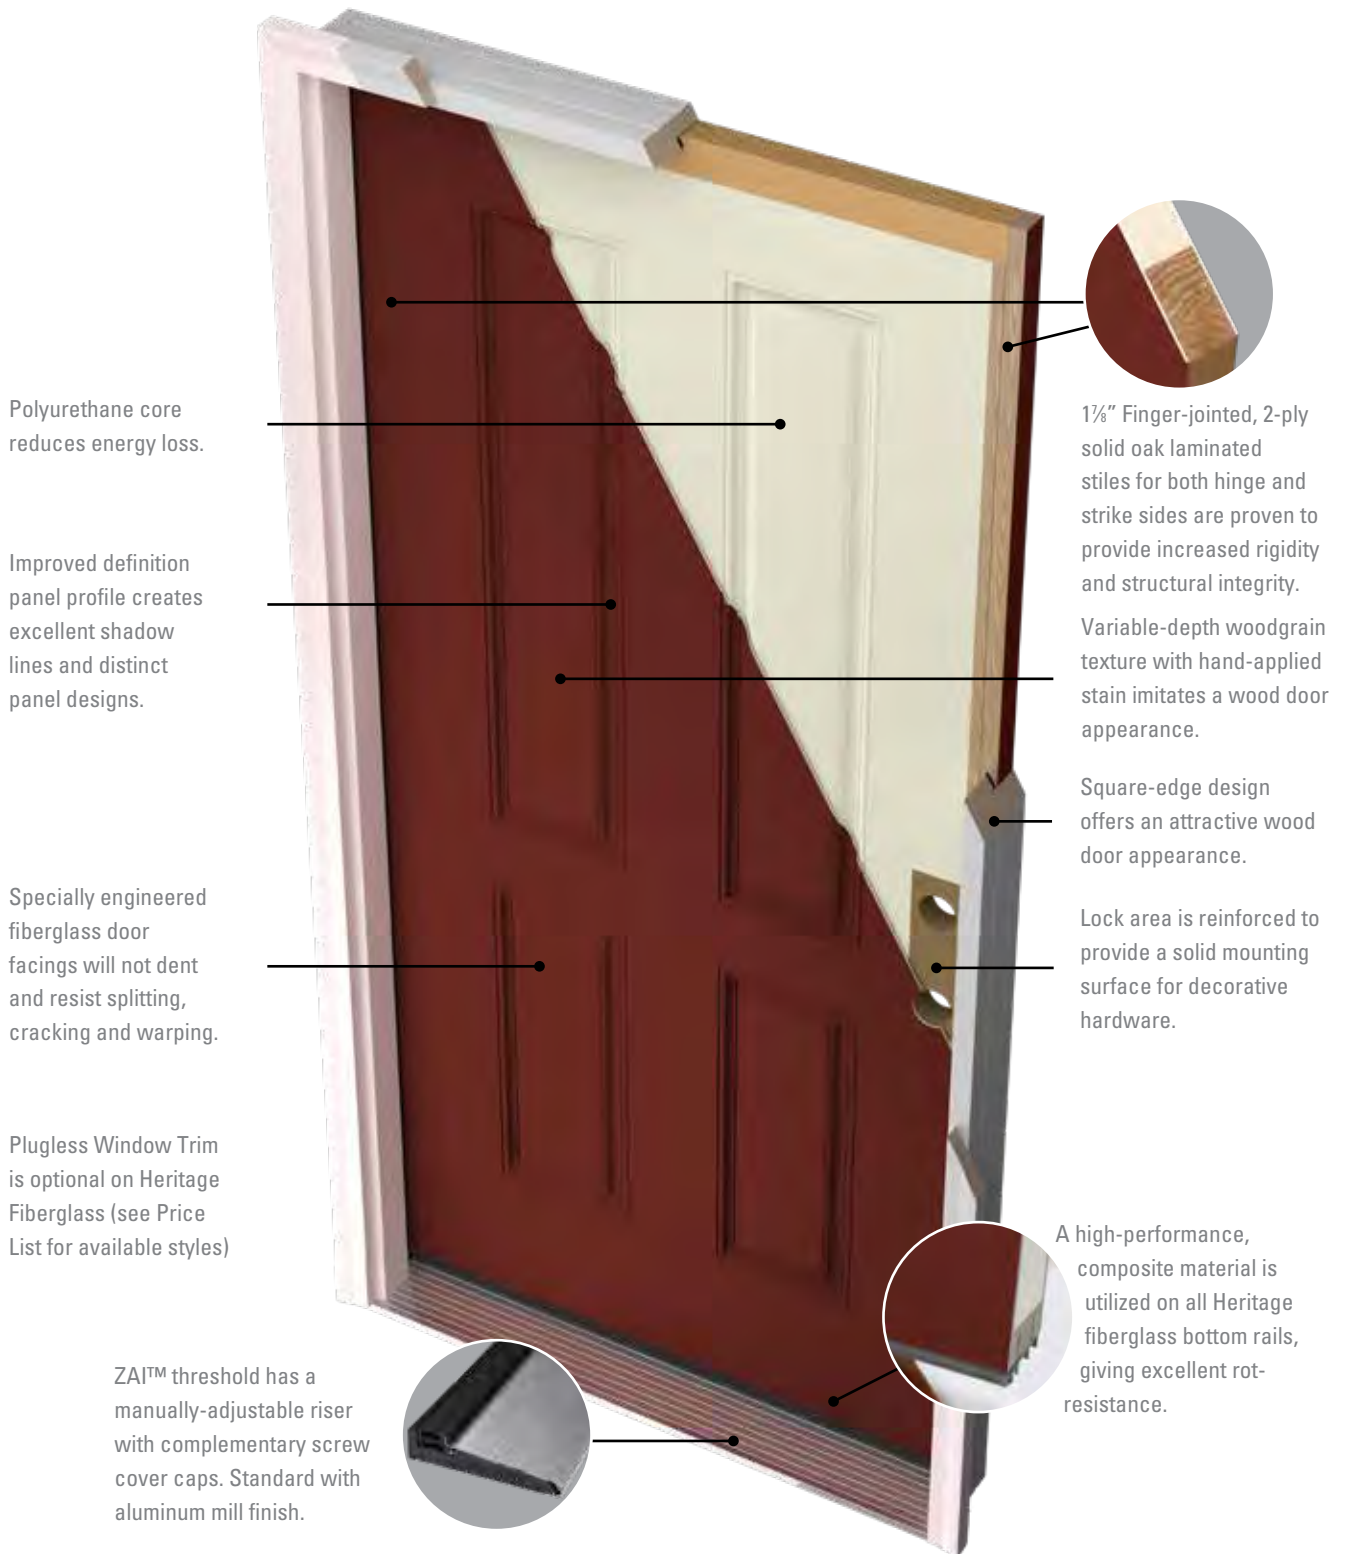 Polyurethane core
reduces energy loss.
Improved definition
panel profile creates
excellent shadow
lines and distinct
panel designs.
Specially engineered
fiberglass door
facings will not dent
and resist splitting,
cracking and warping.
Plugless Window Trim
is optional on Heritage
Fiberglass (see Price
List for available styles)
ZAI™ threshold has a
manually-adjustable riser
with complementary screw
cover caps. Standard with
aluminum mill finish.
1⅞” Finger-jointed, 2-ply
solid oak laminated
stiles for both hinge and
strike sides are proven to
provide increased rigidity
and structural integrity.
Variable-depth woodgrain
texture with hand-applied
stain imitates a wood door
appearance.
Square-edge design
offers an attractive wood
door appearance.
Lock area is reinforced to
provide a solid mounting
surface for decorative
hardware.
A high-performance,
composite material is
utilized on all Heritage
fiberglass bottom rails,
giving excellent rot-
resistance.